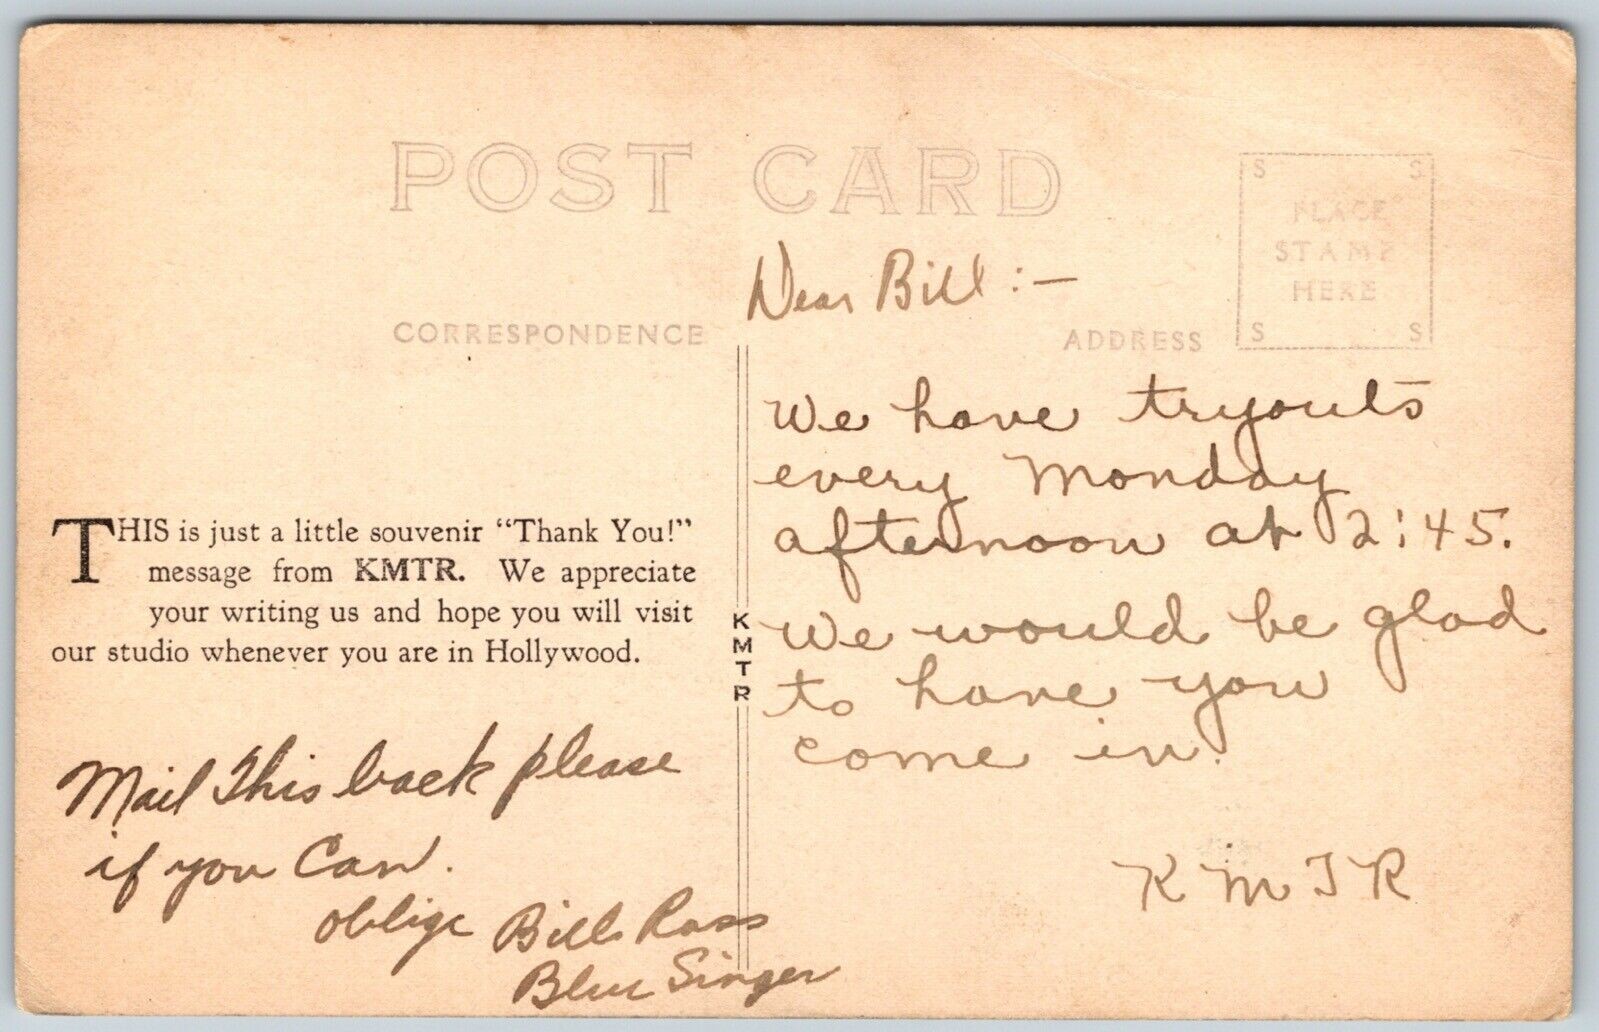 POST CARD
S S
PLACE
STAMP
HERE
S S
CORRESPONDENCE
ADDRESS
THIS is just a little souvenir "Thank You!"
message from KMTR. We appreciate
your writing us and hope you will visit
our studio whenever you are in Hollywood.
Mail This back please
if you Can.
oblige Bill Ross
Blue Singer
K
M
T
R
Dear Bill :-
We have tryouts
every Monday
afternoon at 2:45.
We would be glad
to have you
come in.
K M T R